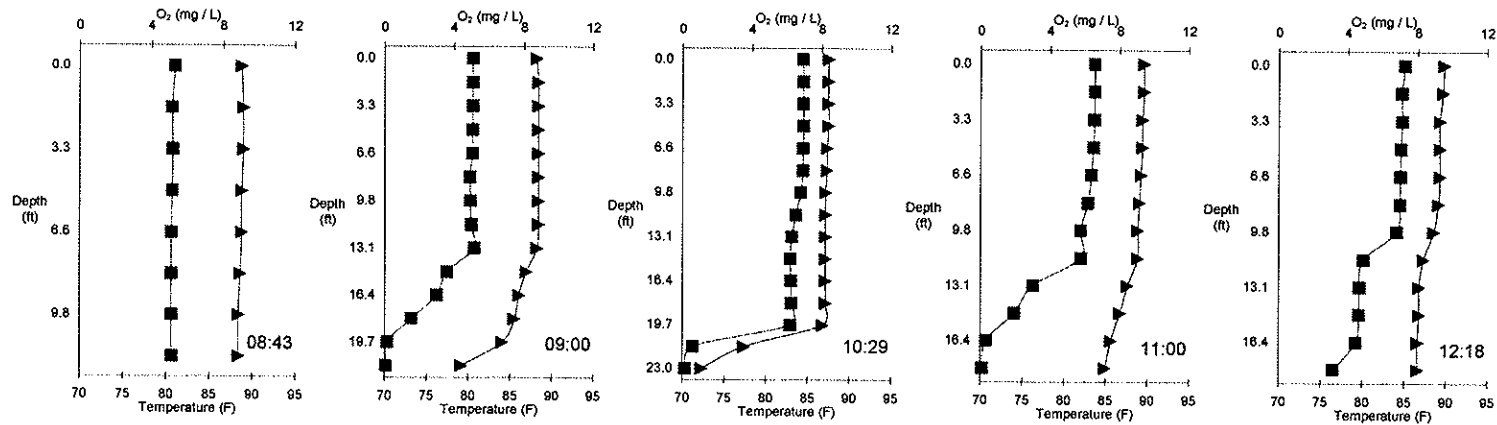 O2 (mg / L)
0 4 8 12
0.0
3.3
Depth
(ft)
6.6
9.8
08:43
70 75 80 85 90 95
Temperature (F)
O2 (mg / L)
0 4 8 12
0.0
3.3
6.6
Depth
(ft)
9.8
13.1
16.4
19.7
09:00
70 75 80 85 90 95
Temperature (F)
O2 (mg / L)
0 4 8 12
0.0
3.3
6.6
Depth
(ft)
9.8
13.1
16.4
19.7
23.0
10:29
70 75 80 85 90 95
Temperature (F)
O2 (mg / L)
0 4 8 12
0.0
3.3
6.6
Depth
(ft)
9.8
13.1
16.4
11:00
70 75 80 85 90 95
Temperature (F)
O2 (mg / L)
0 4 8 12
0.0
3.3
6.6
Depth
(ft)
9.8
13.1
16.4
12:18
70 75 80 85 90 95
Temperature (F)